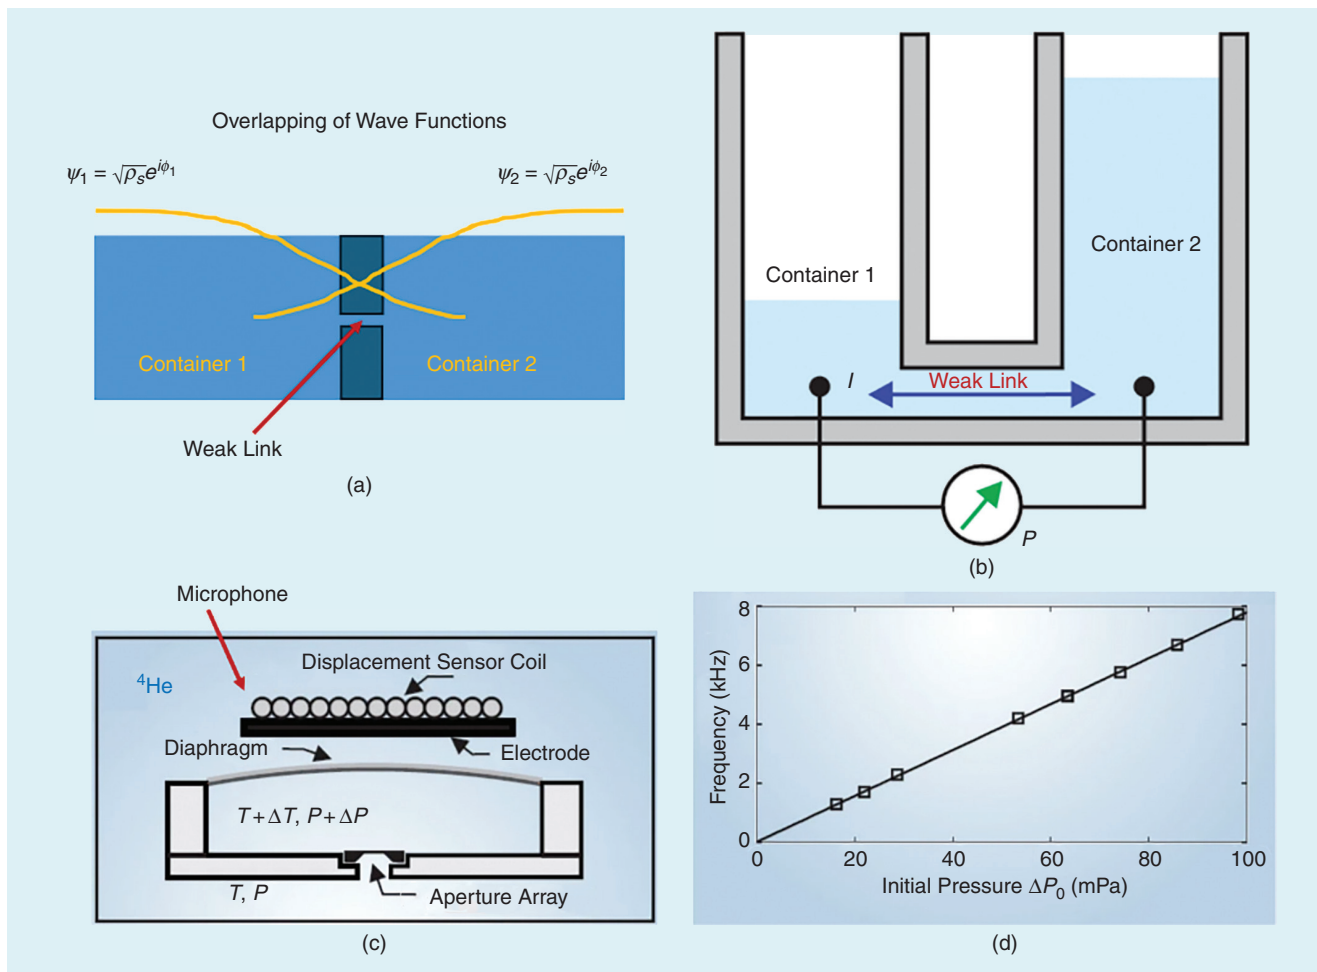 Overlapping of Wave Functions
ψ₁ = √ρₛe^{iϕ₁}
ψ₂ = √ρₛe^{iϕ₂}
Container 1
Container 2
Weak Link
(a)
Container 1
Container 2
I
Weak Link
P
(b)
Microphone
Displacement Sensor Coil
⁴He
Diaphragm
Electrode
T + ΔT, P + ΔP
T, P
Aperture Array
(c)
8
6
4
2
0
Frequency (kHz)
0 20 40 60 80 100
Initial Pressure ΔP₀ (mPa)
(d)